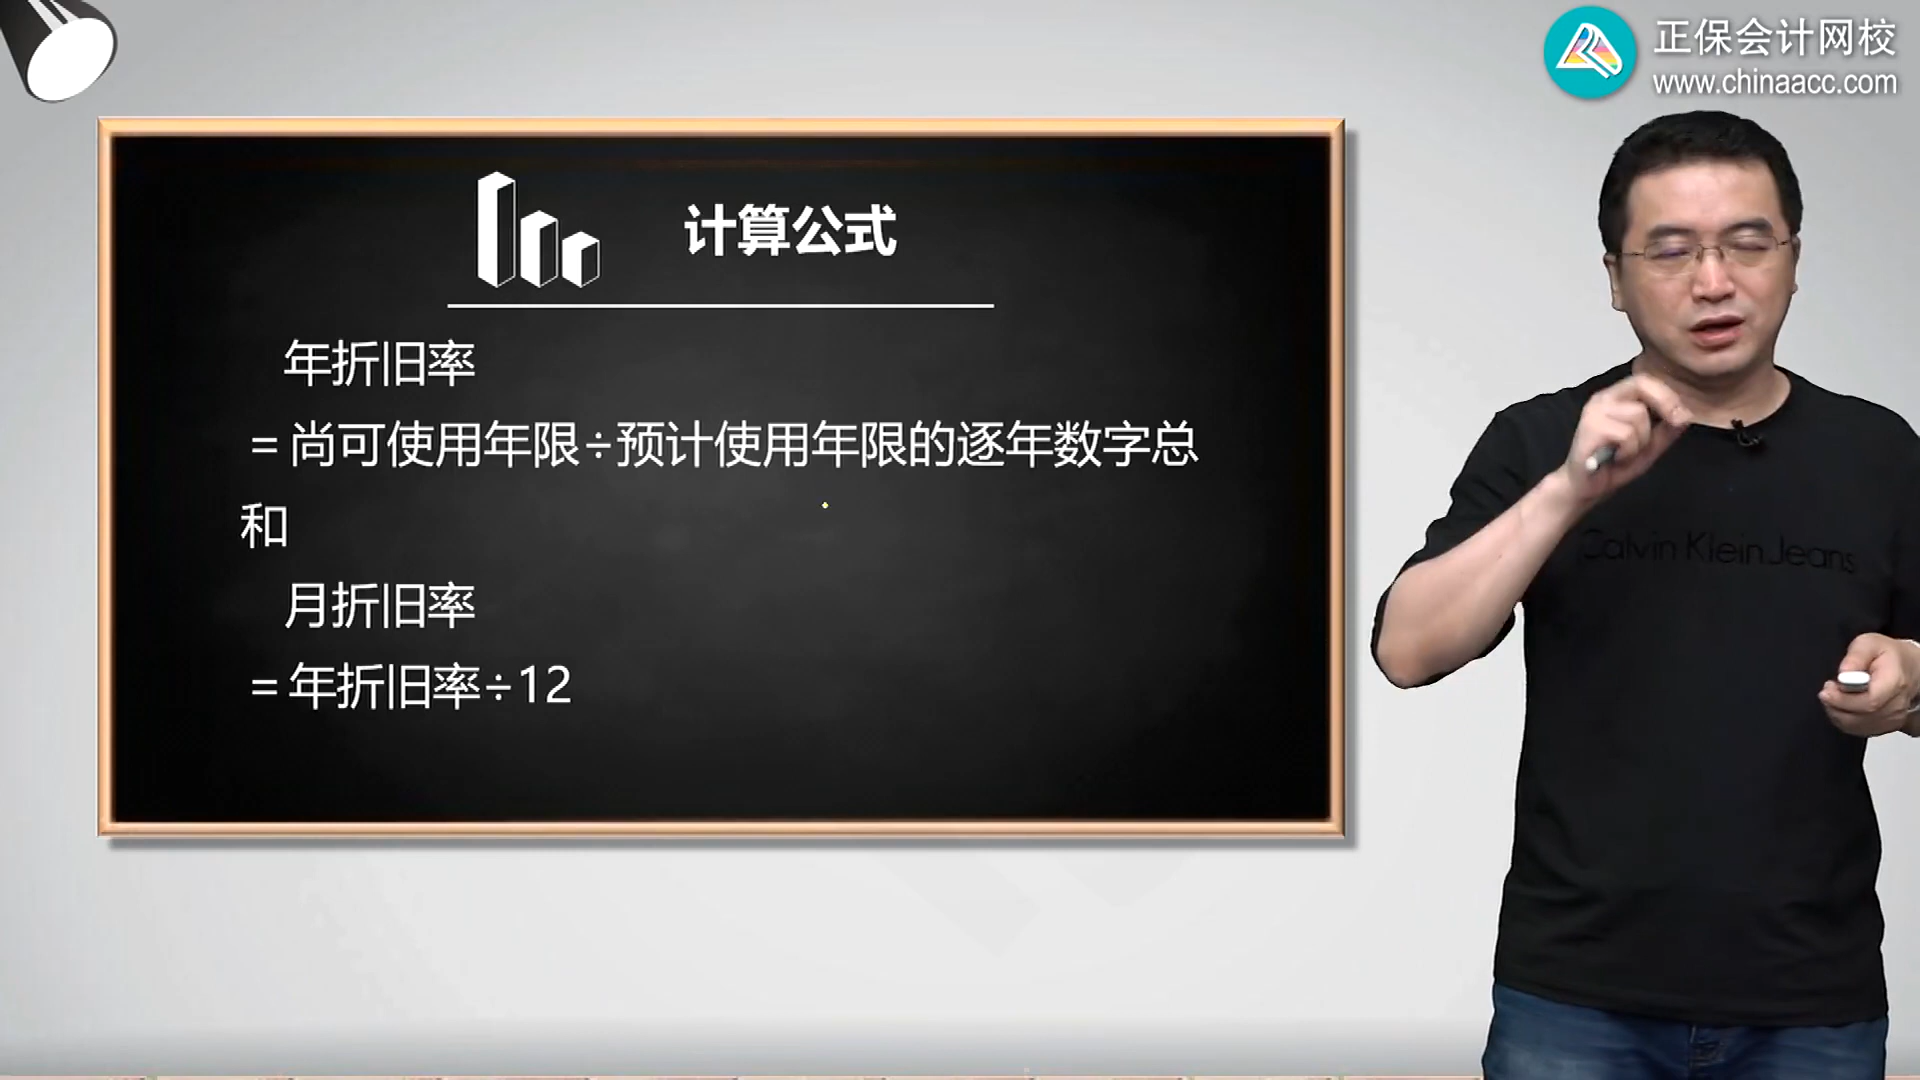 正保会计网校
www.chinaacc.com
计算公式
年折旧率
=尚可使用年限÷预计使用年限的逐年数字总
和
月折旧率
=年折旧率÷12
Calvin Klein Jeans